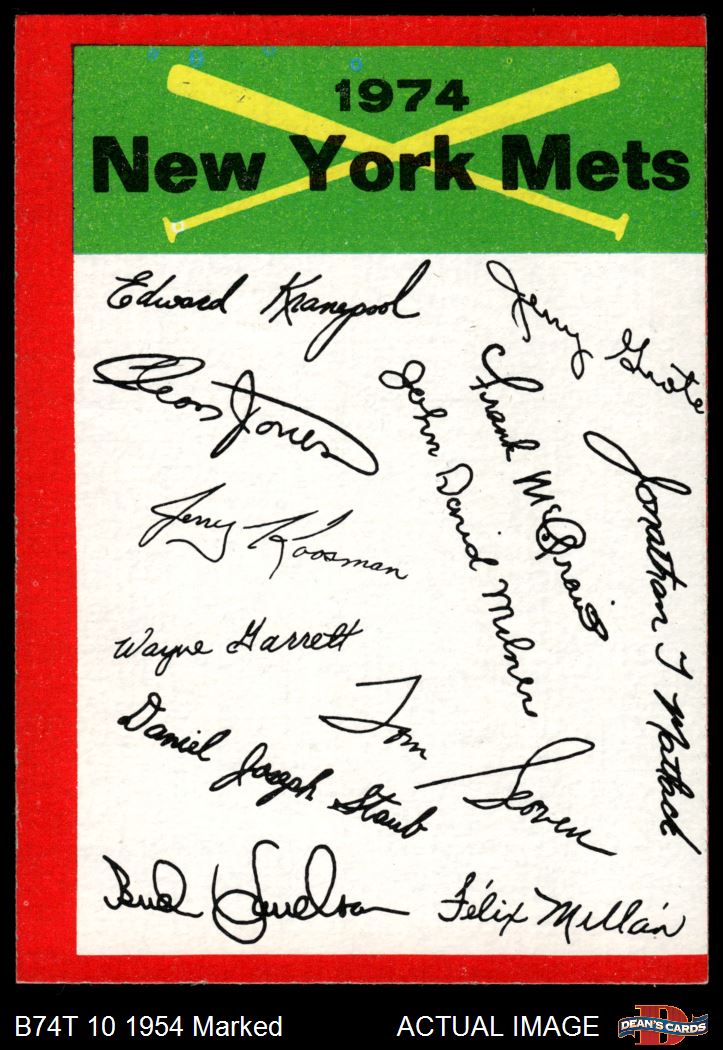 1974
New York Mets
Edward Kranepool
Jerry Grote
Cleon Jones
John David Milner
Frank McGraw
Jonathan T Matlack
Jerry Koosman
Wayne Garrett
Tom Seaver
Daniel Joseph Staub
Bud Harrelson
Félix Millán
B74T 10 1954 Marked
ACTUAL IMAGE
D
DEAN'S CARDS